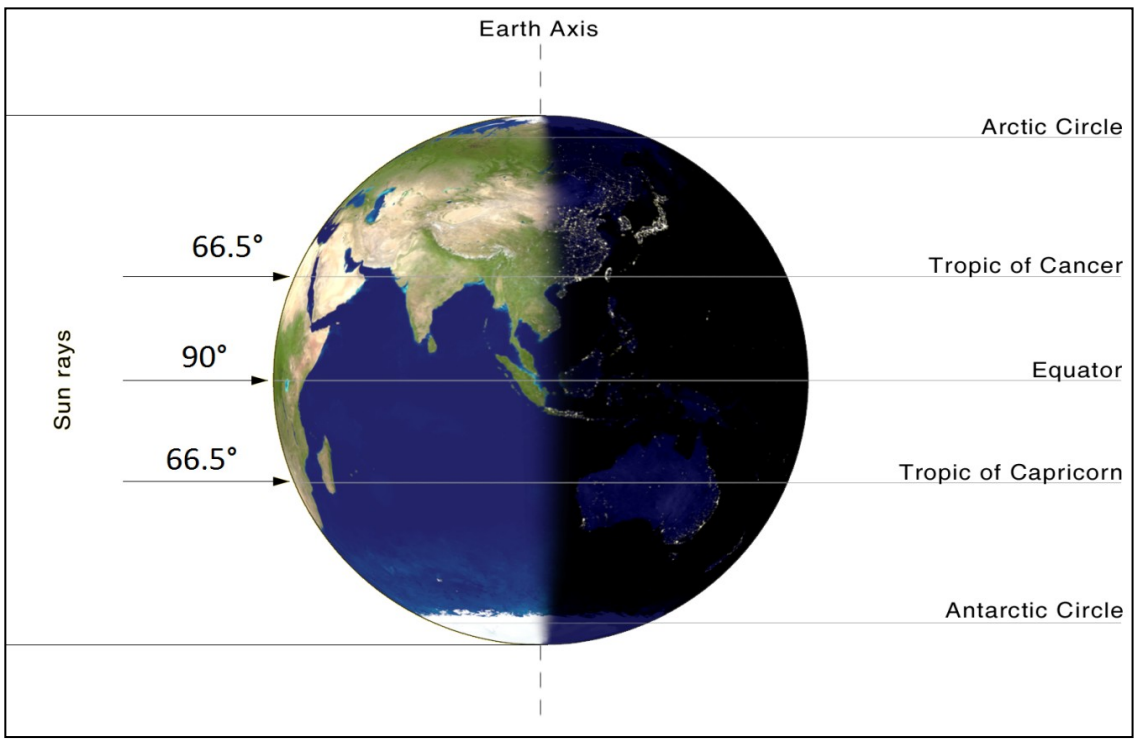 Earth Axis
Arctic Circle
66.5°
Tropic of Cancer
90°
Equator
Sun rays
66.5°
Tropic of Capricorn
Antarctic Circle